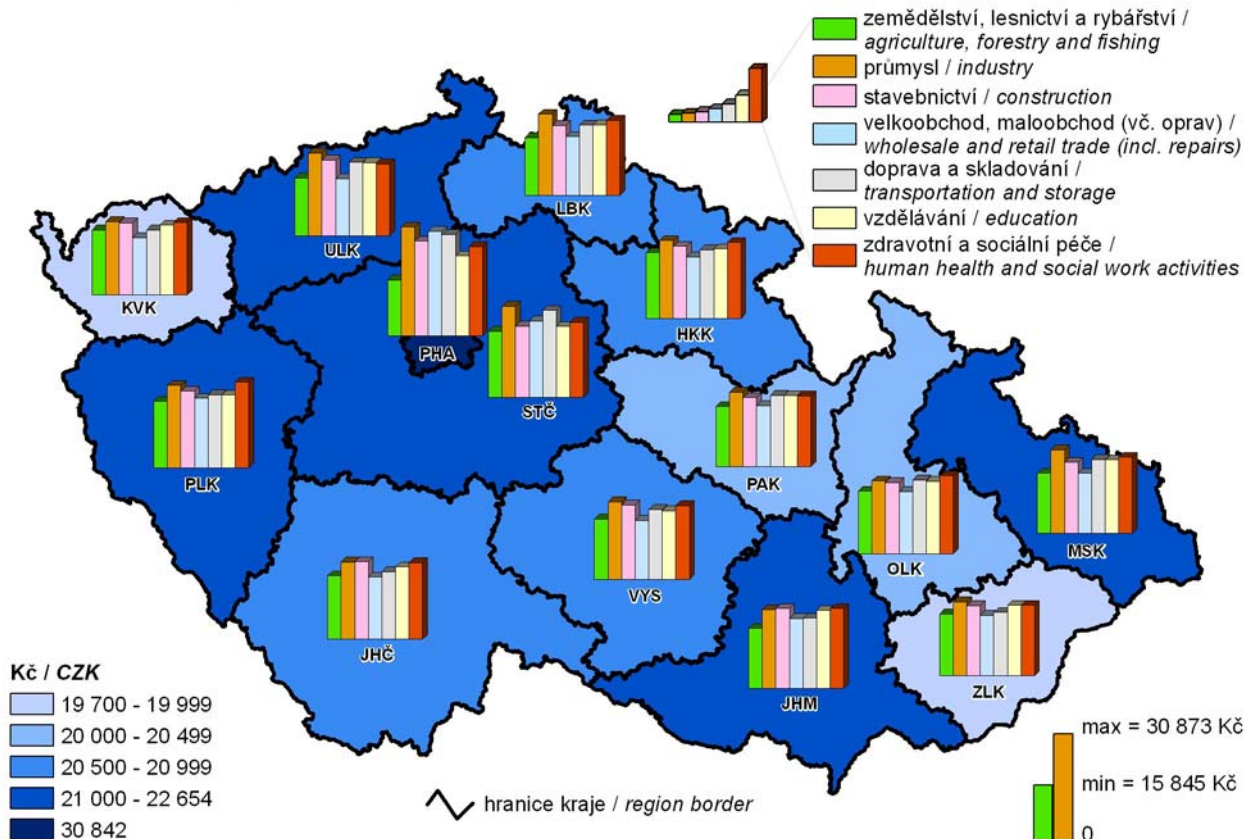 zemědělství, lesnictví a rybářství /
agriculture, forestry and fishing
průmysl / industry
stavebnictví / construction
velkoobchod, maloobchod (vč. oprav) /
wholesale and retail trade (incl. repairs)
doprava a skladování /
transportation and storage
vzdělávání / education
zdravotní a sociální péče /
human health and social work activities
LBK
ULK
KVK
HKK
PHA
STČ
PLK
PAK
MSK
OLK
VYS
JHČ
ZLK
JHM
Kč / CZK
19 700 - 19 999
20 000 - 20 499
20 500 - 20 999
21 000 - 22 654
30 842
hranice kraje / region border
max = 30 873 Kč
min = 15 845 Kč
0